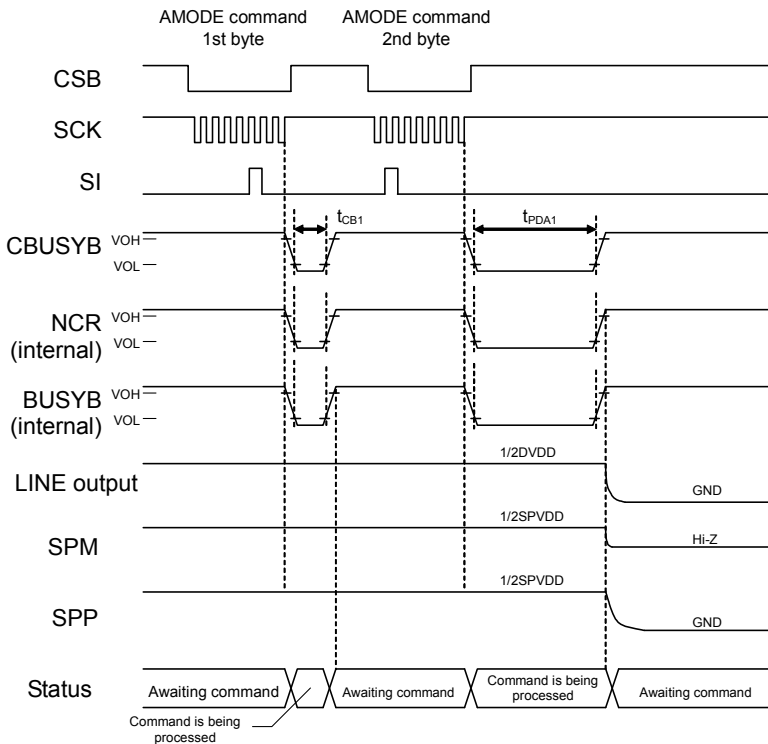 AMODE command
1st byte
AMODE command
2nd byte
CSB
SCK
SI
tCB1
tPDA1
CBUSYB
VOH
VOL
NCR
(internal)
VOH
VOL
BUSYB
(internal)
VOH
VOL
LINE output
1/2DVDD
GND
SPM
1/2SPVDD
Hi-Z
SPP
1/2SPVDD
GND
Status
Awaiting command
Awaiting command
Command is being
processed
Awaiting command
Command is being
processed